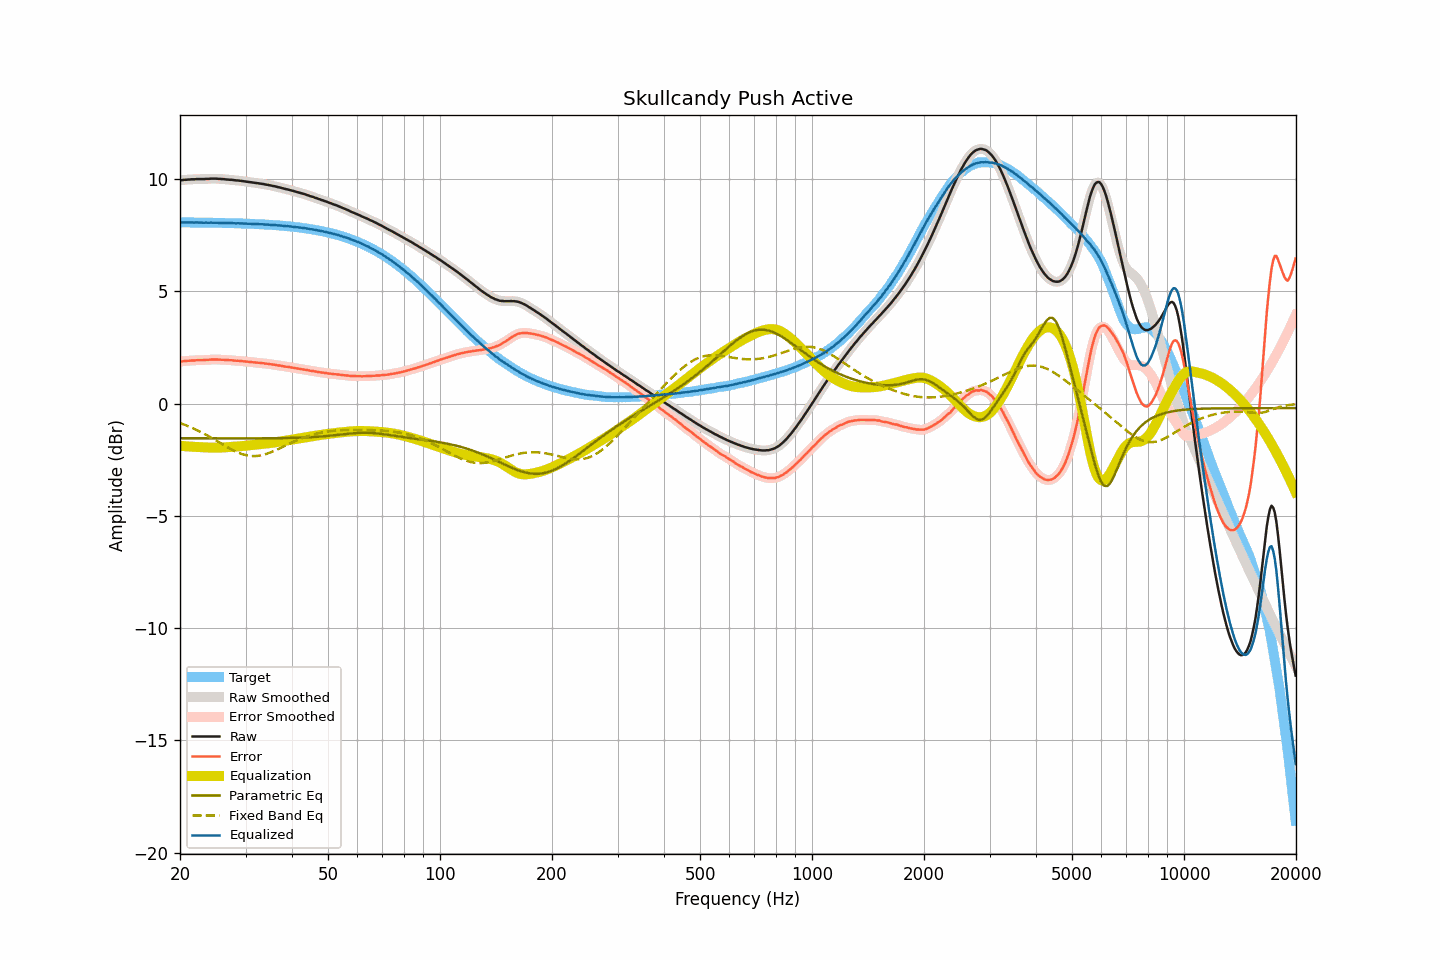 Skullcandy Push Active
Amplitude (dBr)
10
5
0
−5
−10
−15
−20
Target
Raw Smoothed
Error Smoothed
Raw
Error
Equalization
Parametric Eq
Fixed Band Eq
Equalized
20 50 100 200 500 1000 2000 5000 10000 20000
Frequency (Hz)